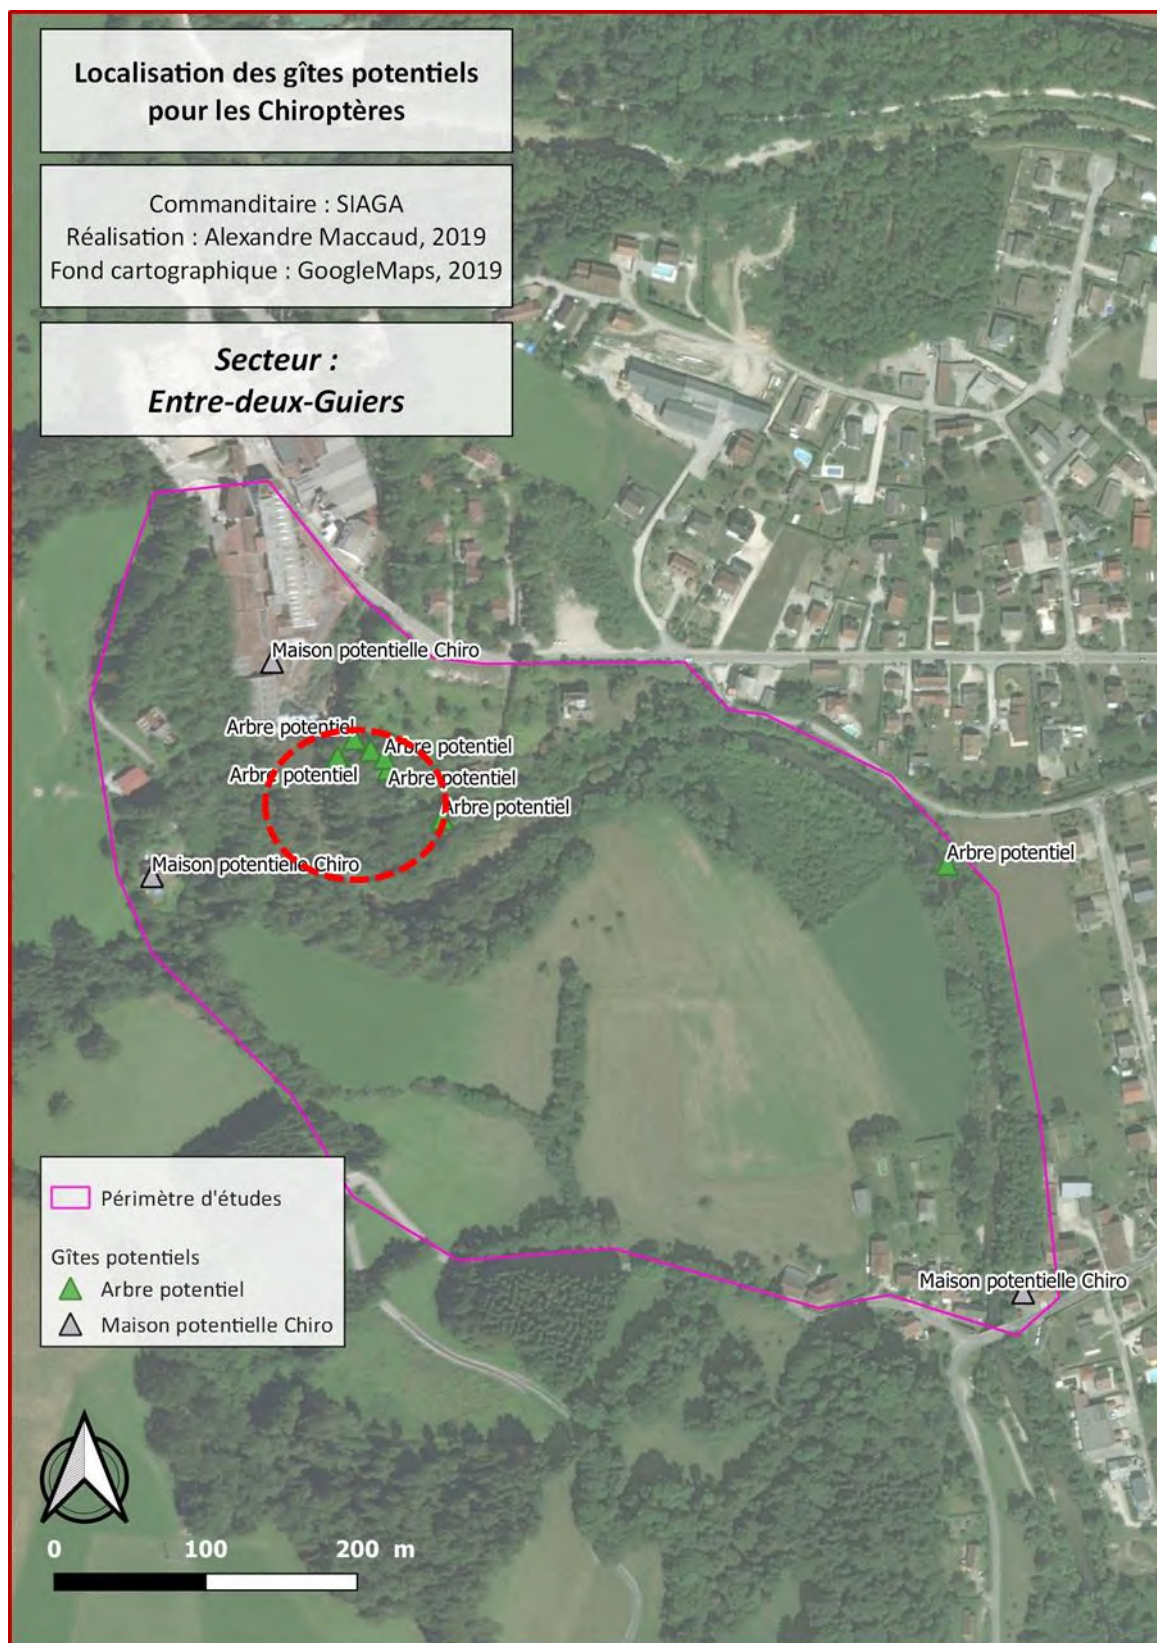 Localisation des gîtes potentiels
pour les Chiroptères
Commanditaire : SIAGA
Réalisation : Alexandre Maccaud, 2019
Fond cartographique : GoogleMaps, 2019
Secteur :
Entre-deux-Guiers
Maison potentielle Chiro
Arbre potentiel
Arbre potentiel
Arbre potentiel
Arbre potentiel
Arbre potentiel
Arbre potentiel
Maison potentielle Chiro
Maison potentielle Chiro
Périmètre d'études
Gîtes potentiels
Arbre potentiel
Maison potentielle Chiro
0 100 200 m